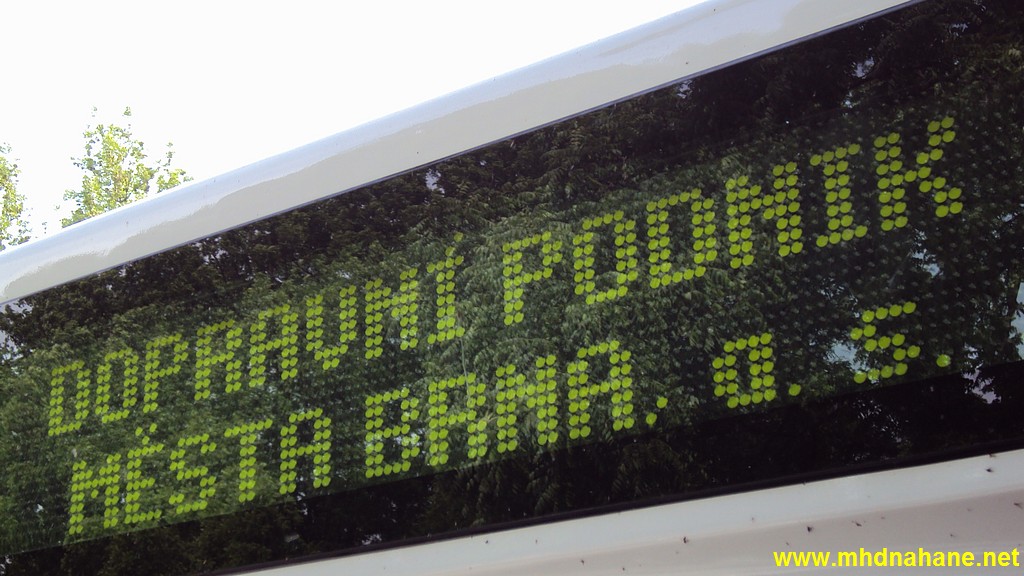 DOPRAVNÍ PODNIK
MĚSTA BRNA, a. S.
www.mhdnahane.net